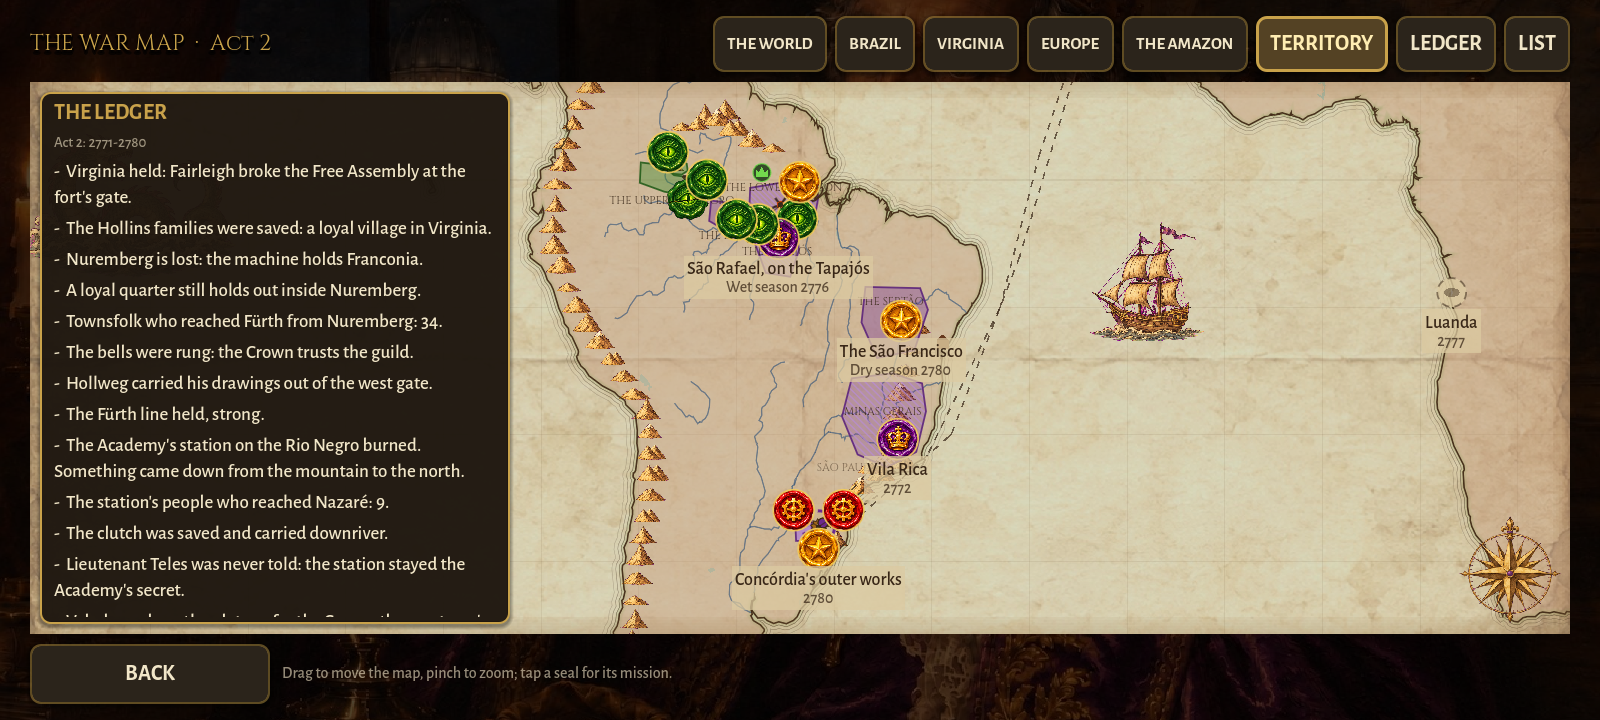 THE WAR MAP · ACT 2
THE WORLD
BRAZIL
VIRGINIA
EUROPE
THE AMAZON
TERRITORY
LEDGER
LIST
THE LEDGER
Act 2: 2771-2780
- Virginia held: Fairleigh broke the Free Assembly at the
fort's gate.
- The Hollins families were saved: a loyal village in Virginia.
- Nuremberg is lost: the machine holds Franconia.
- A loyal quarter still holds out inside Nuremberg.
- Townsfolk who reached Fürth from Nuremberg: 34.
- The bells were rung: the Crown trusts the guild.
- Hollweg carried his drawings out of the west gate.
- The Fürth line held, strong.
- The Academy's station on the Rio Negro burned.
Something came down from the mountain to the north.
- The station's people who reached Nazaré: 9.
- The clutch was saved and carried downriver.
- Lieutenant Teles was never told: the station stayed the
Academy's secret.
THE UPPER
THE LOWER
São Rafael, on the Tapajós
Wet season 2776
THE SERTÃO
The São Francisco
Dry season 2780
MINAS GERAIS
SÃO PAU
Vila Rica
2772
Concórdia's outer works
2780
Luanda
2777
BACK
Drag to move the map, pinch to zoom; tap a seal for its mission.